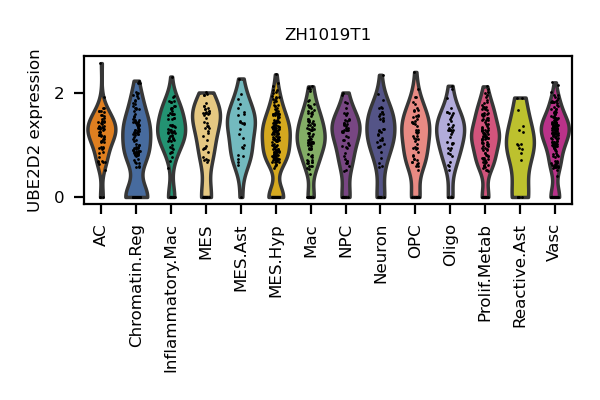 ZH1019T1
UBE2D2 expression
2
0
AC
Chromatin.Reg
Inflammatory.Mac
MES
MES.Ast
MES.Hyp
Mac
NPC
Neuron
OPC
Oligo
Prolif.Metab
Reactive.Ast
Vasc